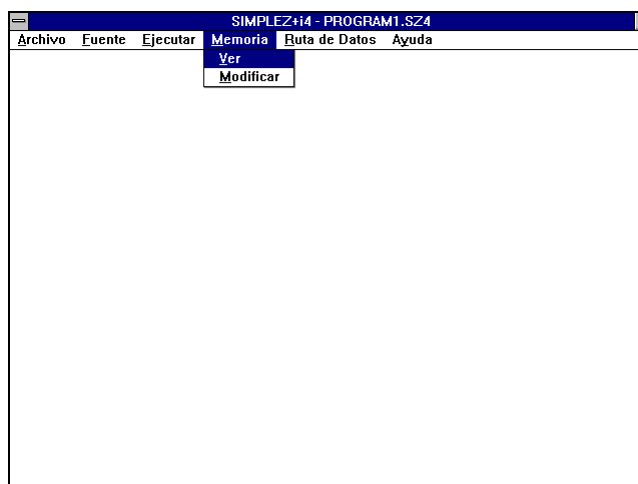 SIMPLEZ+i4 - PROGRAM1.SZ4
Archivo Fuente Ejecutar Memoria Ruta de Datos Ayuda
Ver
Modificar